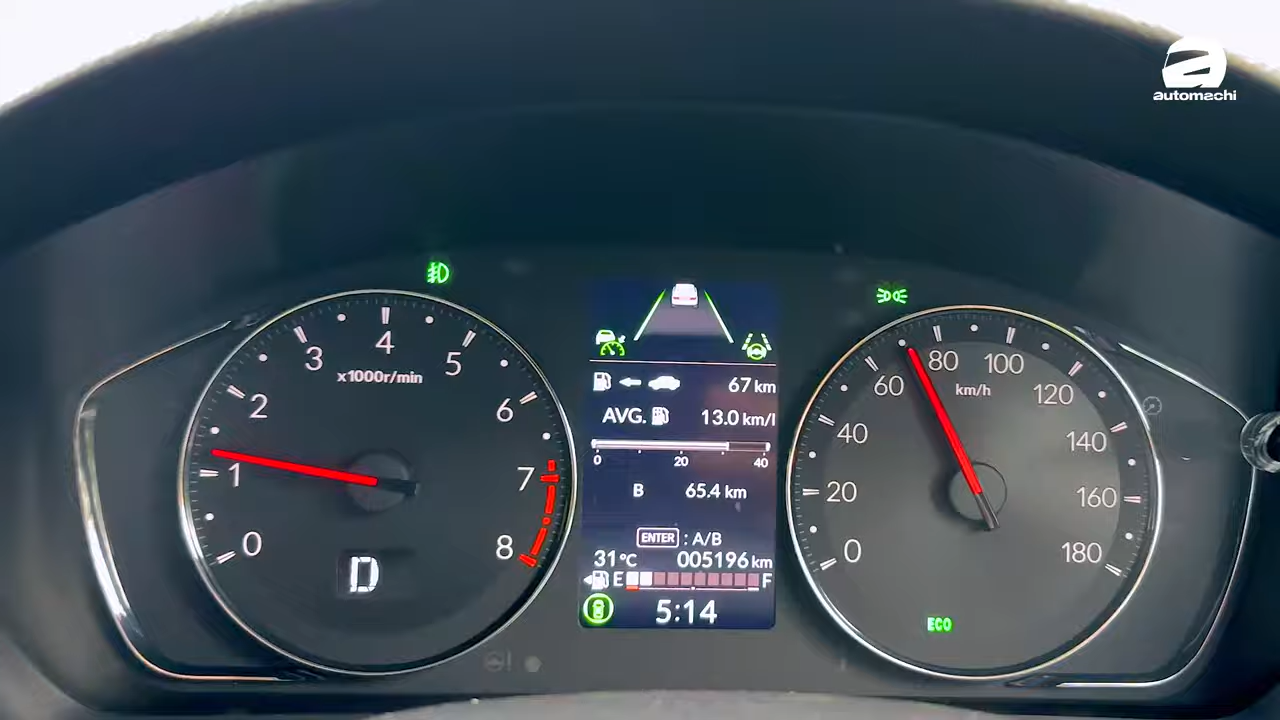 automachi
0
1
2
3
4
5
6
7
8
x1000r/min
D
67 km
AVG. 13.0 km/l
0 20 40
B 65.4 km
ENTER : A/B
31°C 005196 km
E F
5:14
0
20
40
60
80
100
120
140
160
180
km/h
ECO